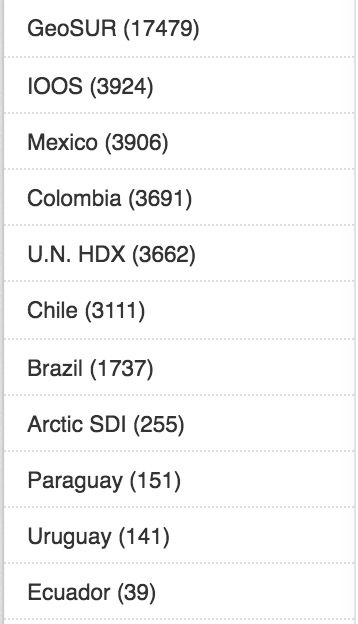 GeoSUR (17479)
IOOS (3924)
Mexico (3906)
Colombia (3691)
U.N. HDX (3662)
Chile (3111)
Brazil (1737)
Arctic SDI (255)
Paraguay (151)
Uruguay (141)
Ecuador (39)